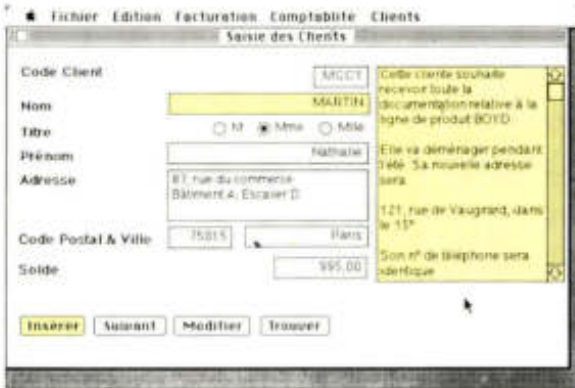 Fichier Edition Facturation Comptablité Clients
Saisie des Clients
Code Client
MCC1
Nom
MARTIN
Titre
M Mme Mlle
Prénom
Nathalie
Adresse
87, rue du commerce
Bâtiment A, Escalier D
Code Postal & Ville
75015
Paris
Solde
995.00
Cette cliente souhaite
recevoir toute la
documentation relative à la
ligne de produit BOYD
Elle va déménager pendant
l'été. Sa nouvelle adresse
sera
121, rue de Vaugirard, dans
le 15°
Son n° de téléphone sera
identique
Insérer Suivant Modifier Trouver